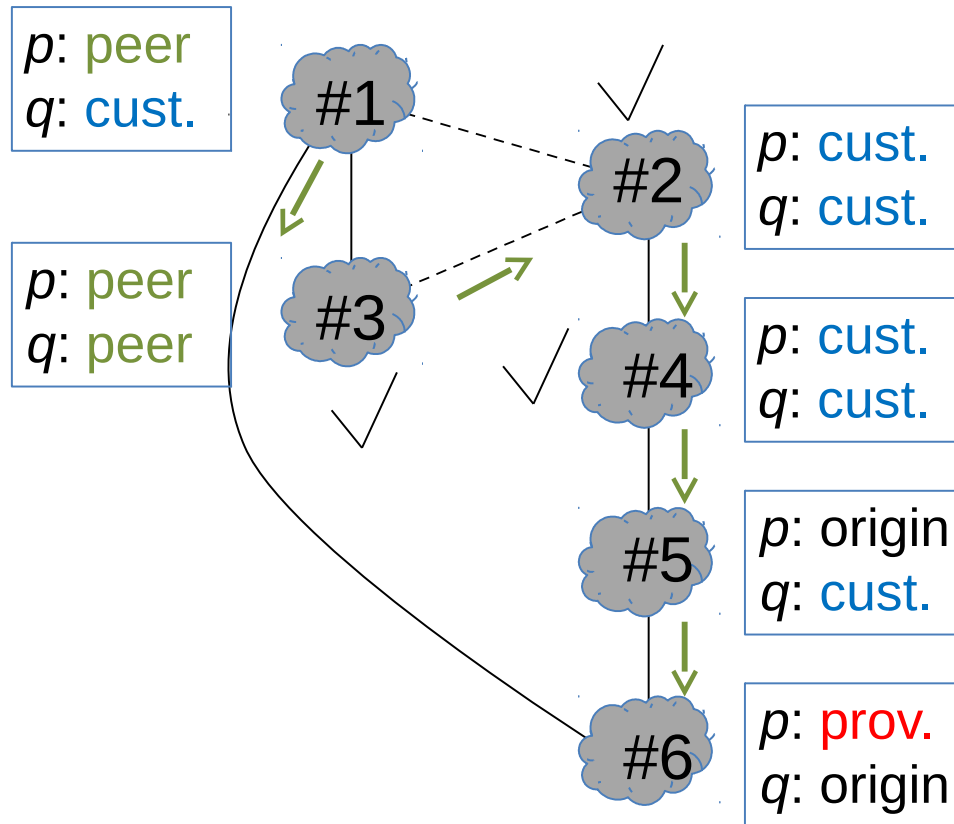 p: peer
q: cust.
#1
#2
p: cust.
q: cust.
p: peer
q: peer
#3
#4
p: cust.
q: cust.
#5
p: origin
q: cust.
#6
p: prov.
q: origin